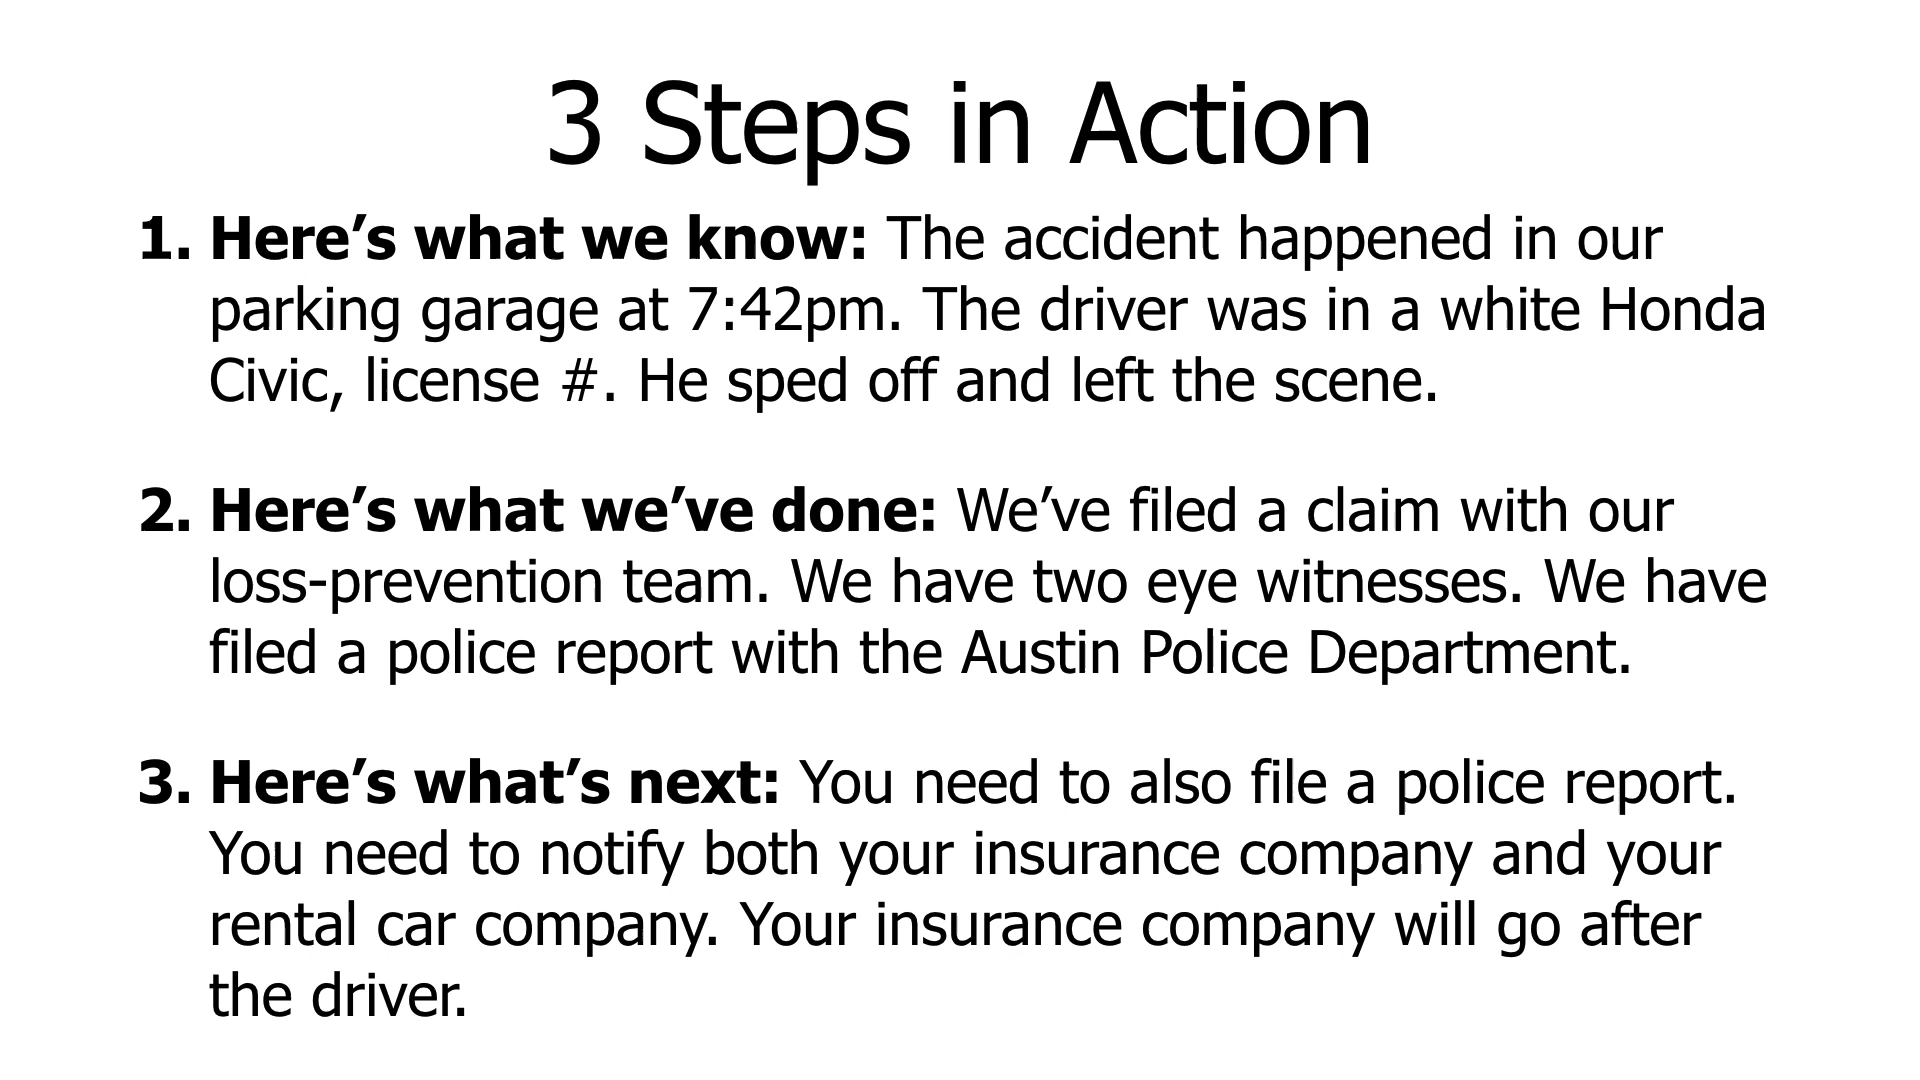 3 Steps in Action
1. Here’s what we know: The accident happened in our
parking garage at 7:42pm. The driver was in a white Honda
Civic, license #. He sped off and left the scene.
2. Here’s what we’ve done: We’ve filed a claim with our
loss-prevention team. We have two eye witnesses. We have
filed a police report with the Austin Police Department.
3. Here’s what’s next: You need to also file a police report.
You need to notify both your insurance company and your
rental car company. Your insurance company will go after
the driver.